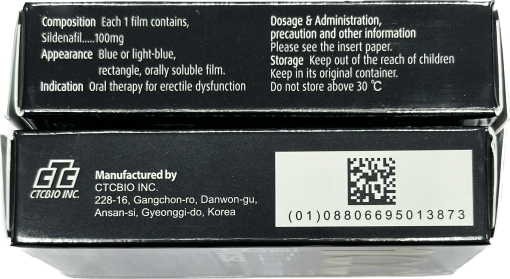 Composition Each 1 film contains,
Sildenafil.....100mg
Appearance Blue or light-blue,
rectangle, orally soluble film.
Indication Oral therapy for erectile dysfunction
Dosage & Administration,
precaution and other information
Please see the insert paper.
Storage Keep out of the reach of children
Keep in its original container.
Do not store above 30 ℃
CTC
CTCBIO INC.
Manufactured by
CTCBIO INC.
228-16, Gangchon-ro, Danwon-gu,
Ansan-si, Gyeonggi-do, Korea
(01)08806695013873